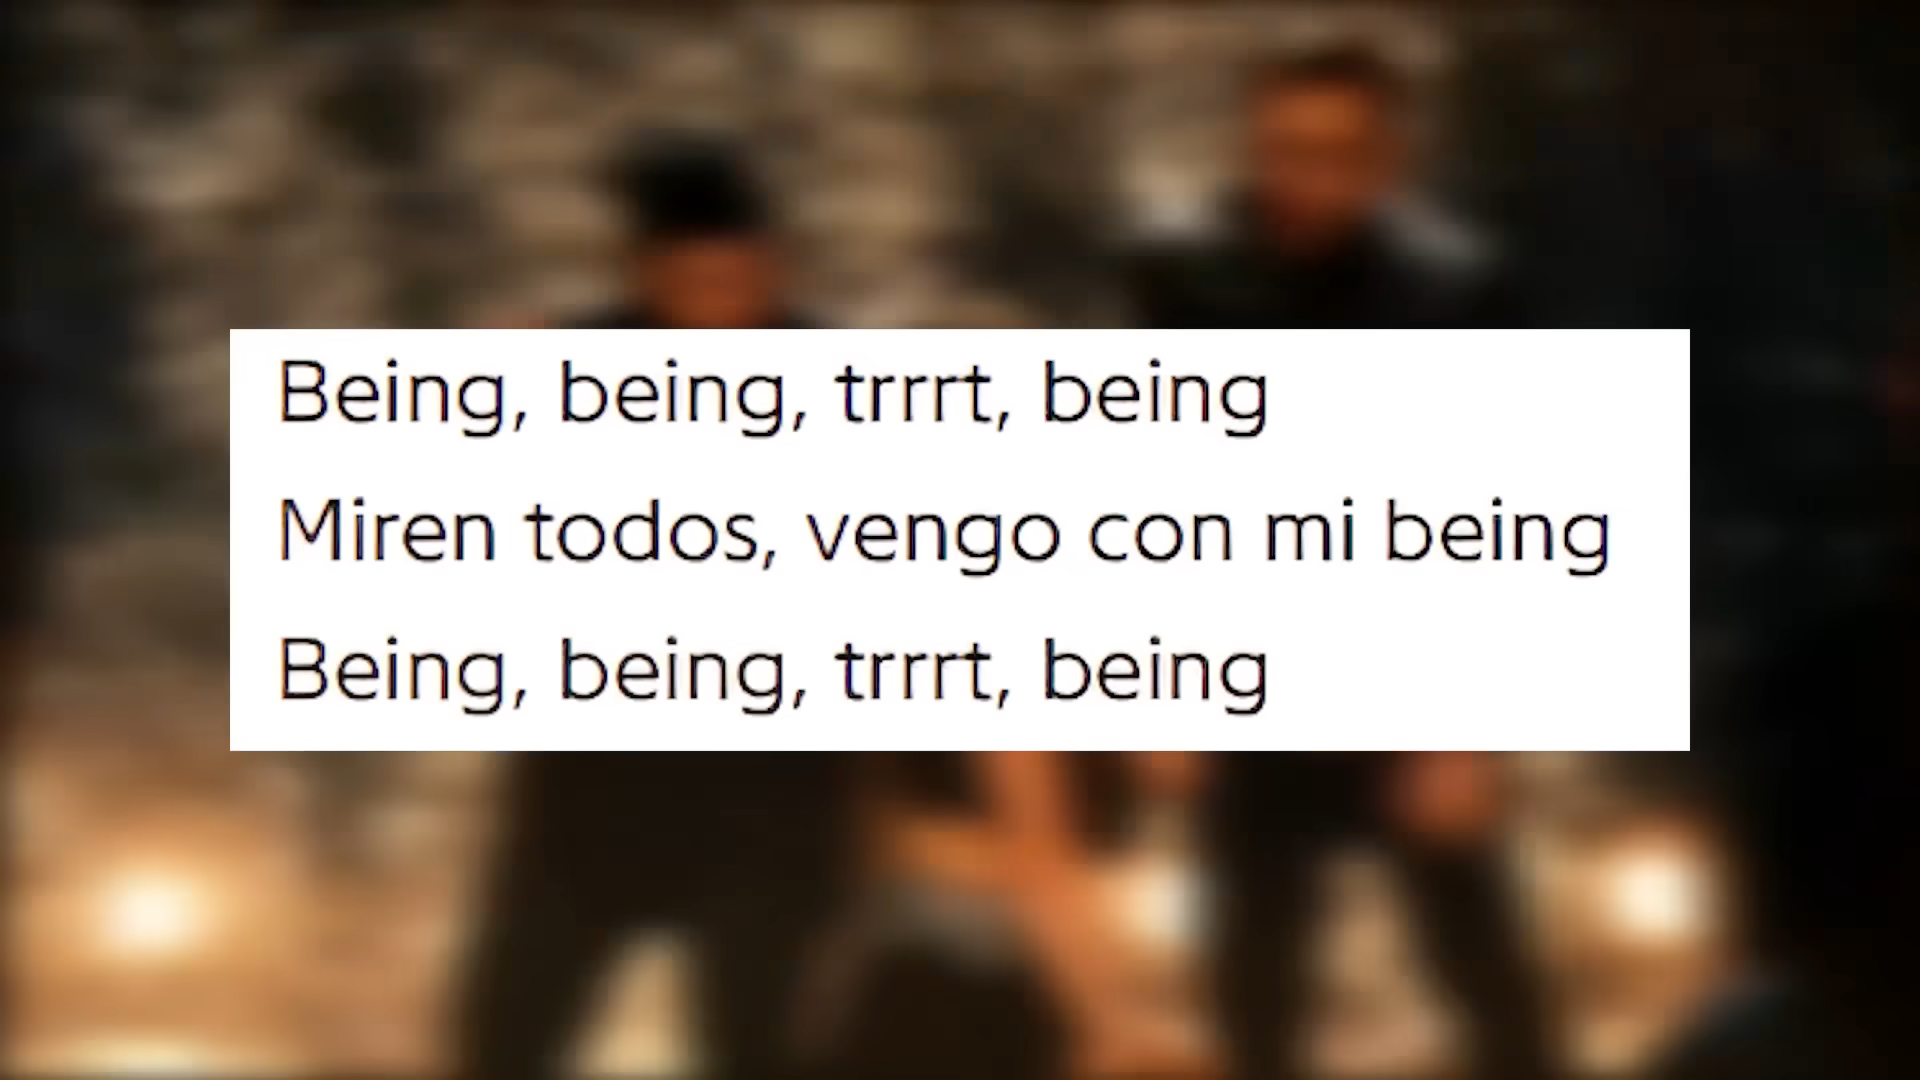 Being, being, trrrt, being
Miren todos, vengo con mi being
Being, being, trrrt, being